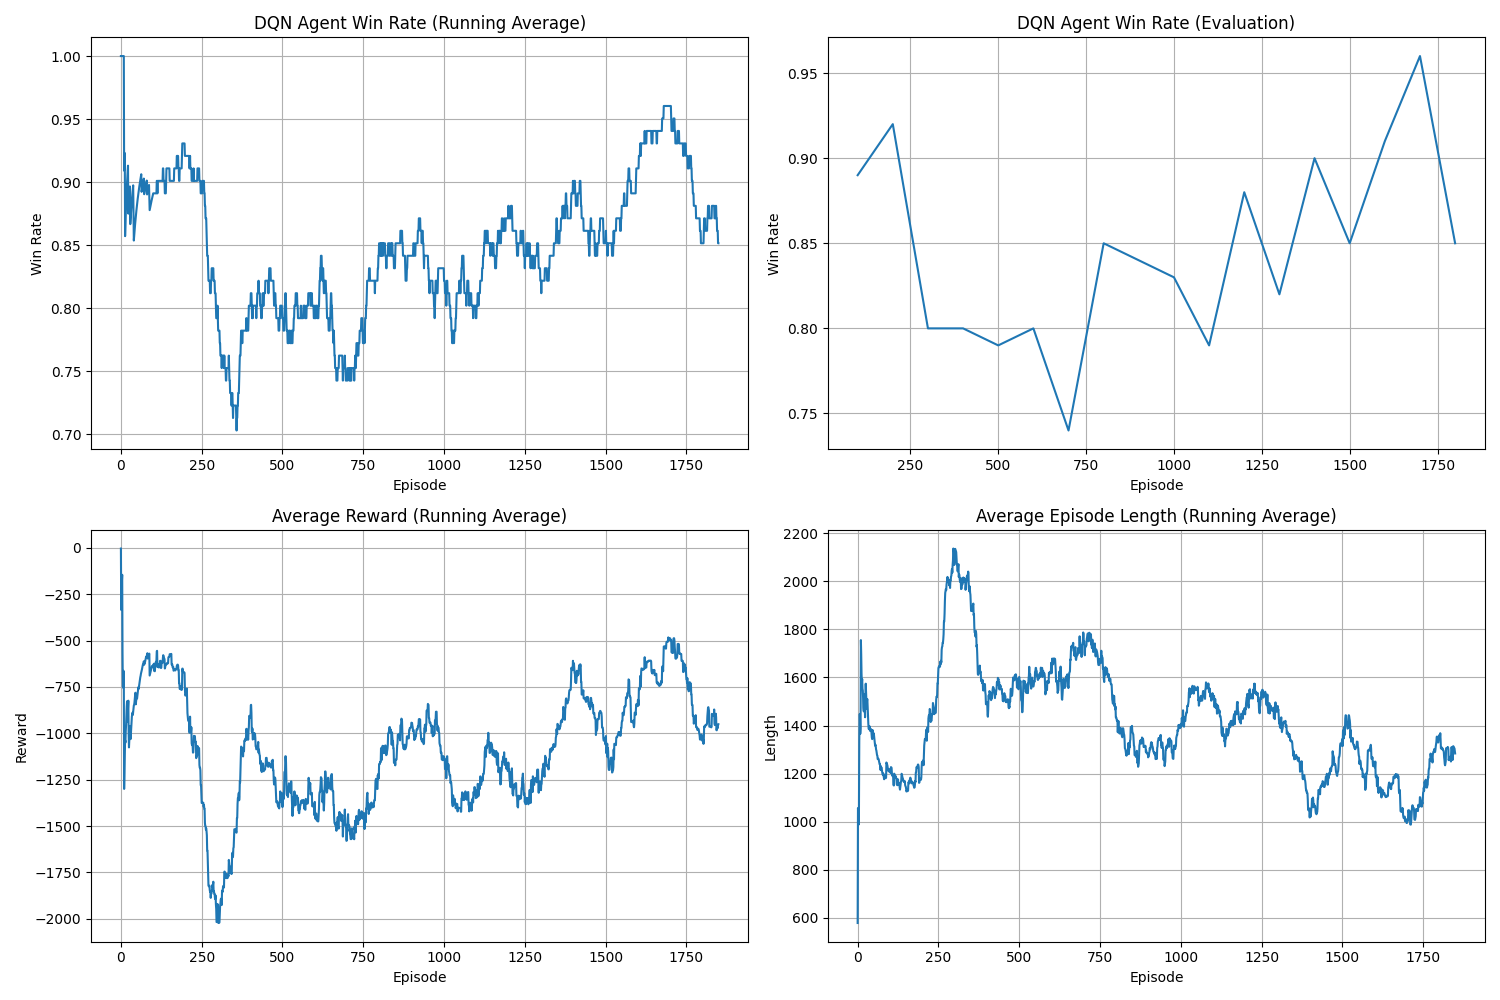 DQN Agent Win Rate (Running Average)
1.00
0.95
0.90
0.85
0.80
0.75
0.70
Win Rate
0 250 500 750 1000 1250 1500 1750
Episode
DQN Agent Win Rate (Evaluation)
0.95
0.90
0.85
0.80
0.75
Win Rate
250 500 750 1000 1250 1500 1750
Episode
Average Reward (Running Average)
0
−250
−500
−750
−1000
−1250
−1500
−1750
−2000
Reward
0 250 500 750 1000 1250 1500 1750
Episode
Average Episode Length (Running Average)
2200
2000
1800
1600
1400
1200
1000
800
600
Length
0 250 500 750 1000 1250 1500 1750
Episode